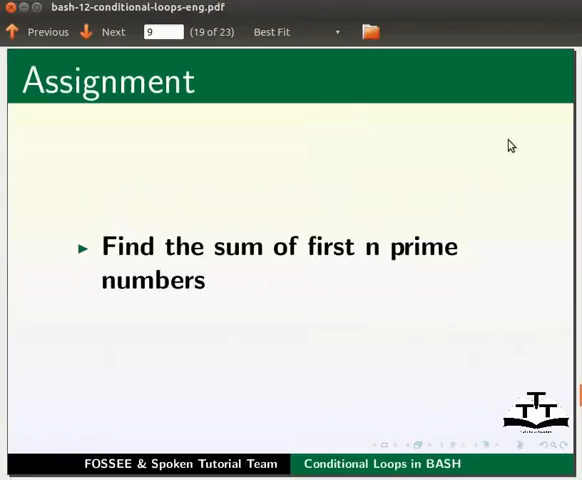 bash-12-conditional-loops-eng.pdf
Previous Next 9 (19 of 23) Best Fit
Assignment
Find the sum of first n prime
numbers
FOSSEE & Spoken Tutorial Team Conditional Loops in BASH